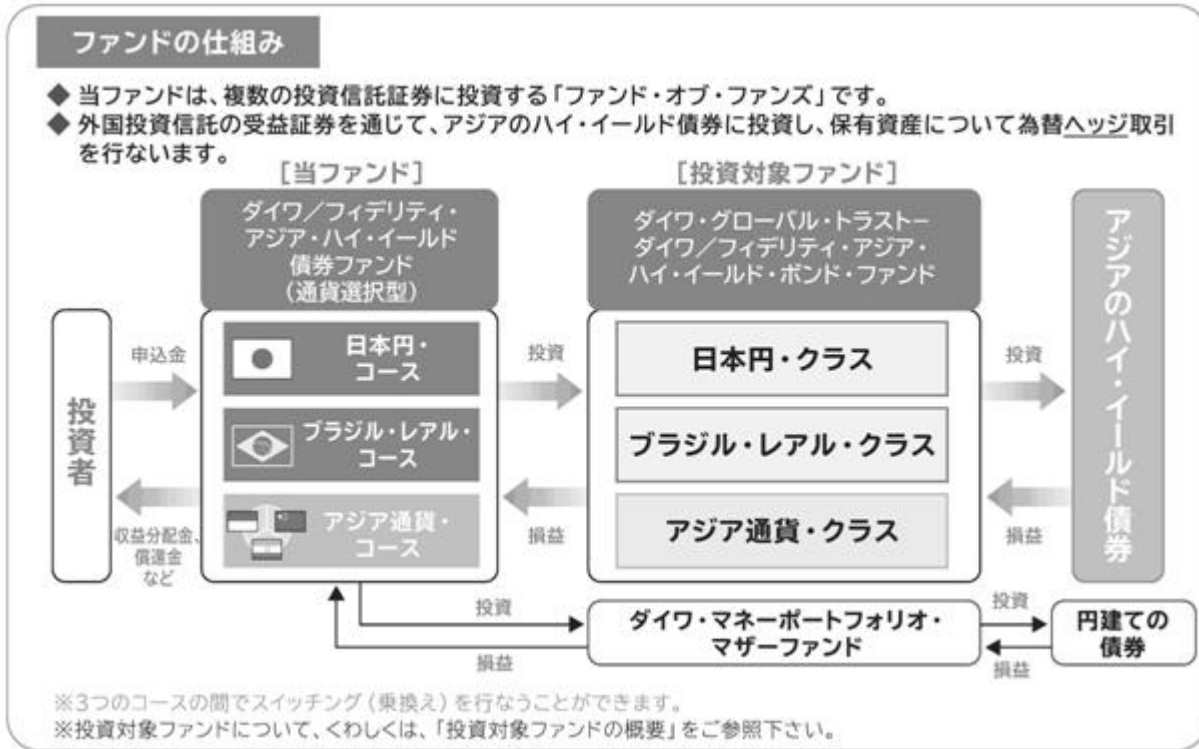 ファンドの仕組み
◆ 当ファンドは、複数の投資信託証券に投資する「ファンド・オブ・ファンズ」です。
◆ 外国投資信託の受益証券を通じて、アジアのハイ・イールド債券に投資し、保有資産について為替ヘッジ取引
を行ないます。
[当ファンド]
ダイワ/フィデリティ・
アジア・ハイ・イールド
債券ファンド
(通貨選択型)
[投資対象ファンド]
ダイワ・グローバル・トラスト−
ダイワ/フィデリティ・アジア・
ハイ・イールド・ボンド・ファンド
投資者
申込金
収益分配金、
償還金
など
日本円・
コース
ブラジル・レアル・
コース
アジア通貨・
コース
投資
損益
日本円・クラス
ブラジル・レアル・クラス
アジア通貨・クラス
投資
損益
アジアのハイ・イールド債券
投資
損益
ダイワ・マネーポートフォリオ・
マザーファンド
投資
損益
円建ての
債券
※3つのコースの間でスイッチング(乗換え)を行なうことができます。
※投資対象ファンドについて、くわしくは、「投資対象ファンドの概要」をご参照下さい。